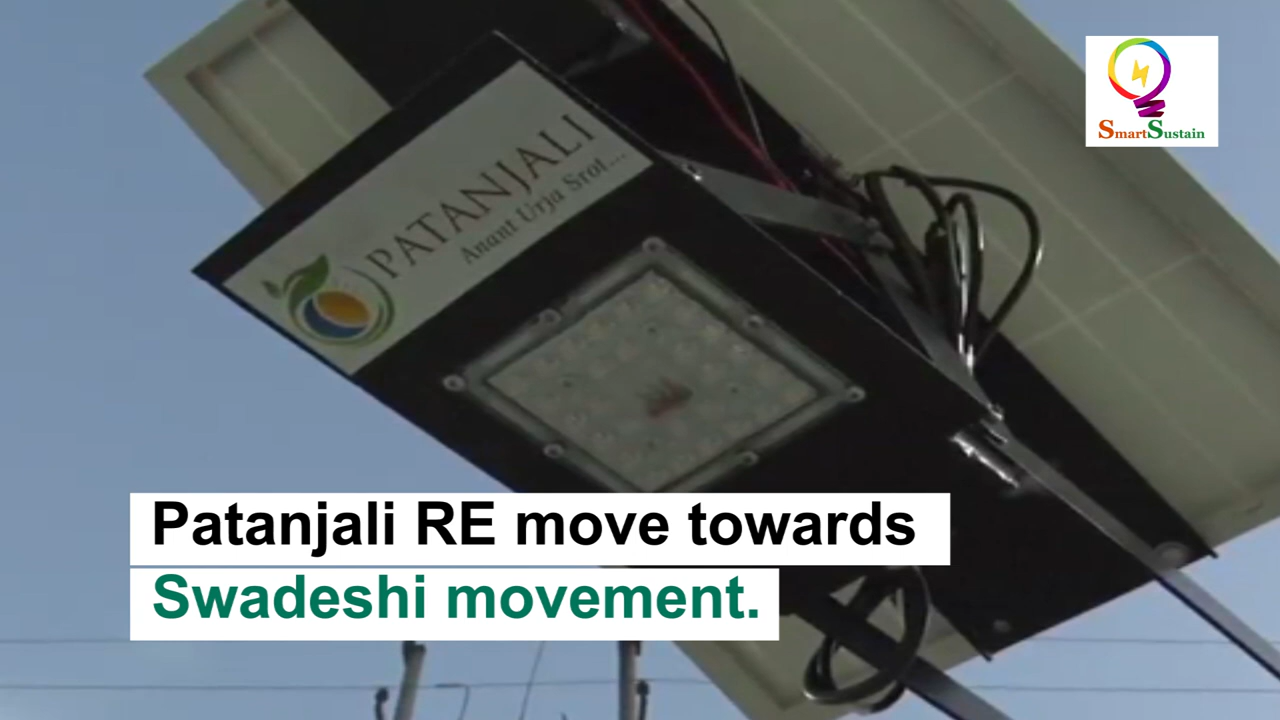 SmartSustain
PATANJALI
Anant Urja Srot...
Patanjali RE move towards
Swadeshi movement.